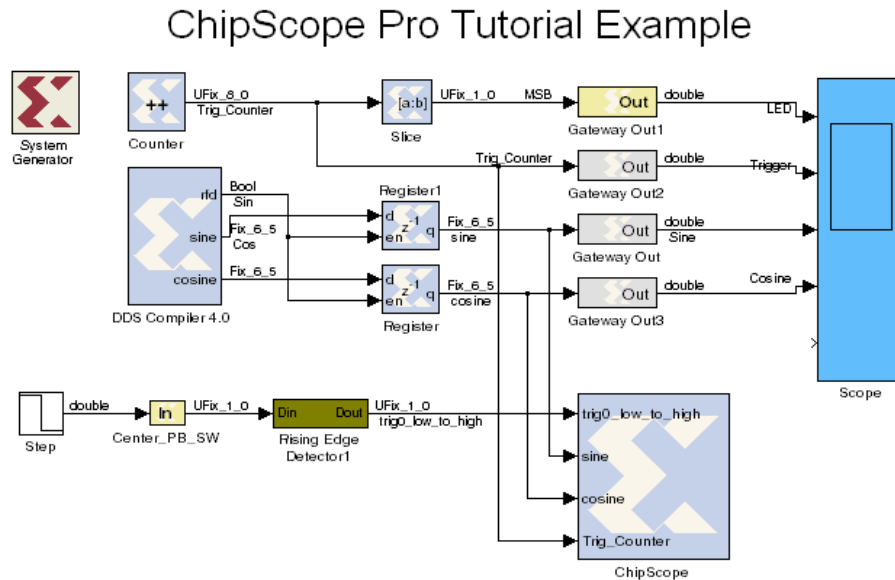 ChipScope Pro Tutorial Example
System
Generator
++
Counter
UFix_8_0
Trig_Counter
[a:b]
Slice
UFix_1_0
MSB
Out
Gateway Out1
double
LED
Trig_Counter
Out
Gateway Out2
double
Trigger
rfd
sine
cosine
DDS Compiler 4.0
Bool
Sin
Fix_6_5
Cos
Fix_6_5
Register1
d
en
z-1
q
Fix_6_5
sine
Out
Gateway Out
double
Sine
d
en
z-1
q
Register
Fix_6_5
cosine
Out
Gateway Out3
double
Cosine
Scope
Step
double
In
Center_PB_SW
UFix_1_0
Din
Dout
Rising Edge
Detector1
UFix_1_0
trig0_low_to_high
trig0_low_to_high
sine
cosine
Trig_Counter
ChipScope